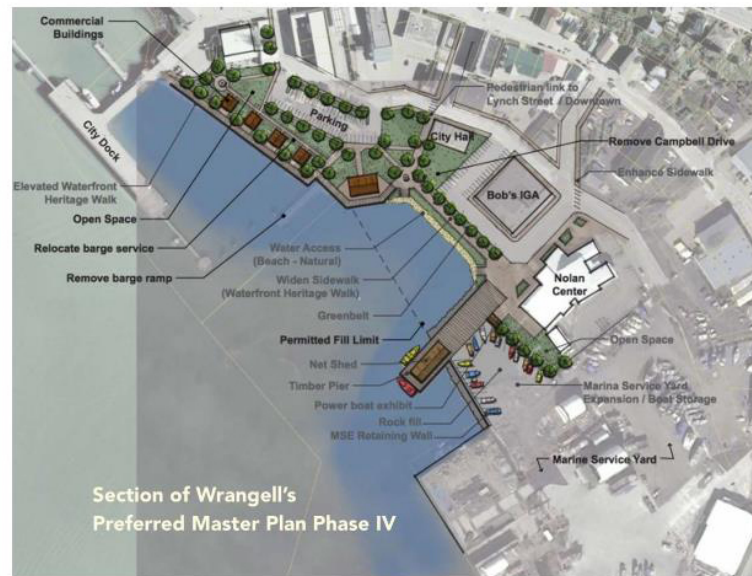 Commercial
Buildings
City Dock
Parking
Pedestrian link to
Lynch Street / Downtown
City Hall
Remove Campbell Drive
Elevated Waterfront
Heritage Walk
Bob's IGA
Enhance Sidewalk
Open Space
Relocate barge service
Water Access
(Beach - Natural)
Remove barge ramp
Widen Sidewalk
(Waterfront Heritage Walk)
Nolan
Center
Greenbelt
Permitted Fill Limit
Open Space
Net Shed
Timber Pier
Marina Service Yard
Expansion / Boat Storage
Power boat exhibit
Rock fill
MSE Retaining Wall
Marine Service Yard
Section of Wrangell's
Preferred Master Plan Phase IV